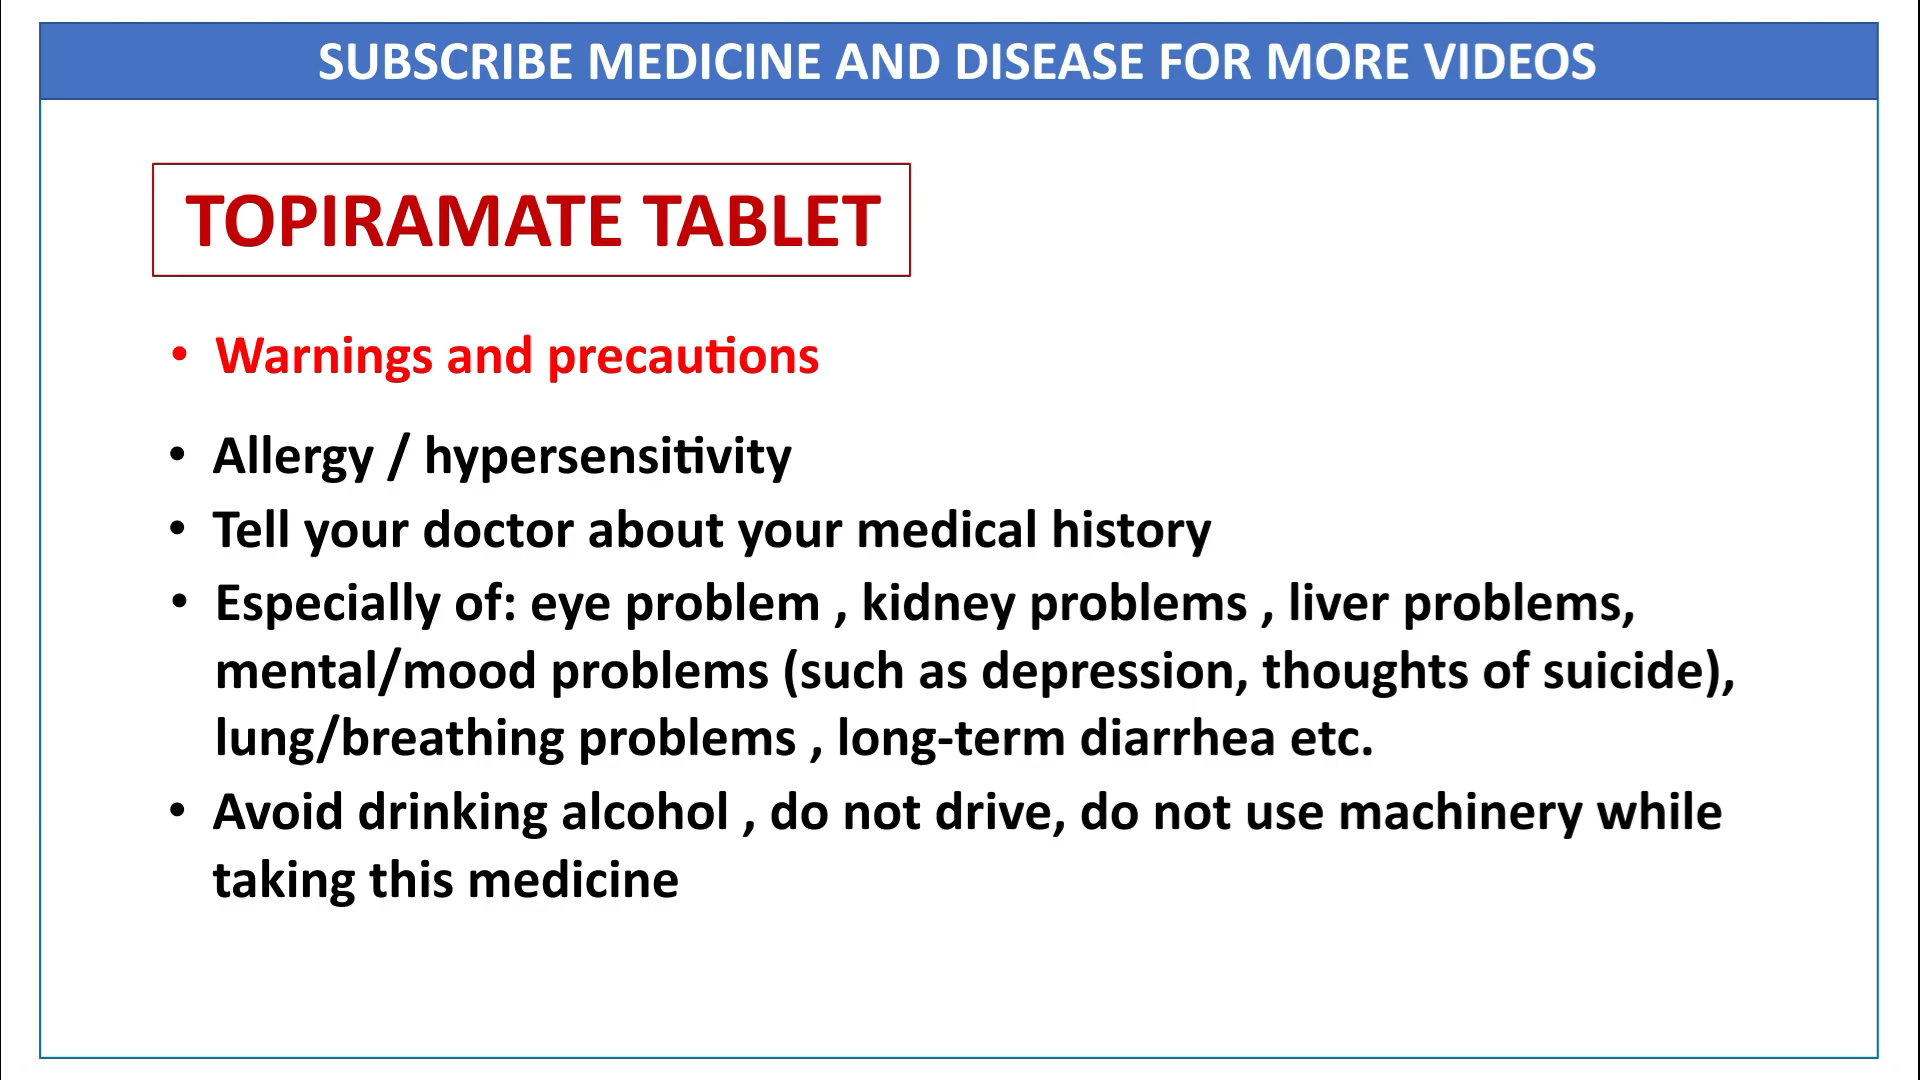 SUBSCRIBE MEDICINE AND DISEASE FOR MORE VIDEOS
TOPIRAMATE TABLET
• Warnings and precautions
• Allergy / hypersensitivity
• Tell your doctor about your medical history
• Especially of: eye problem , kidney problems , liver problems,
mental/mood problems (such as depression, thoughts of suicide),
lung/breathing problems , long-term diarrhea etc.
• Avoid drinking alcohol , do not drive, do not use machinery while
taking this medicine